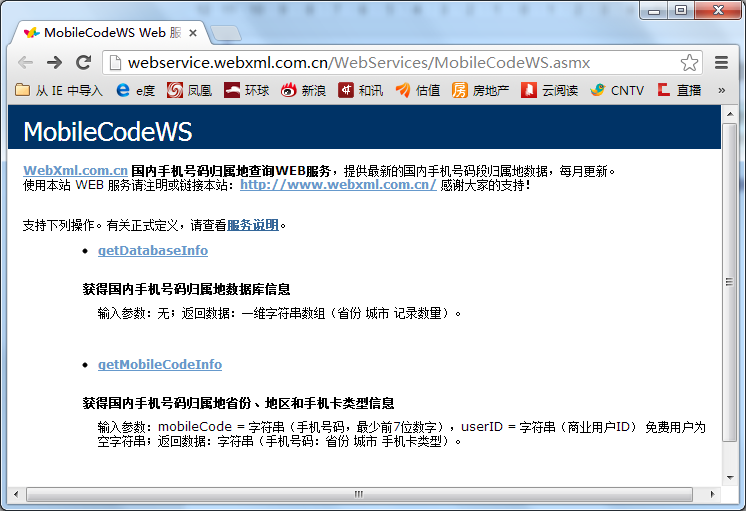 MobileCodeWS Web 服
webservice.webxml.com.cn/WebServices/MobileCodeWS.asmx
从 IE 中导入 e度 凤凰 环球 新浪 和讯 估值 房地产 云阅读 CNTV 直播 »
MobileCodeWS
WebXml.com.cn 国内手机号码归属地查询WEB服务，提供最新的国内手机号码段归属地数据，每月更新。
使用本站 WEB 服务请注明或链接本站：http://www.webxml.com.cn/ 感谢大家的支持！
支持下列操作。有关正式定义，请查看服务说明。
• getDatabaseInfo
获得国内手机号码归属地数据库信息
输入参数：无；返回数据：一维字符串数组（省份 城市 记录数量）。
• getMobileCodeInfo
获得国内手机号码归属地省份、地区和手机卡类型信息
输入参数：mobileCode = 字符串（手机号码，最少前7位数字），userID = 字符串（商业用户ID） 免费用户为
空字符串；返回数据：字符串（手机号码：省份 城市 手机卡类型）。